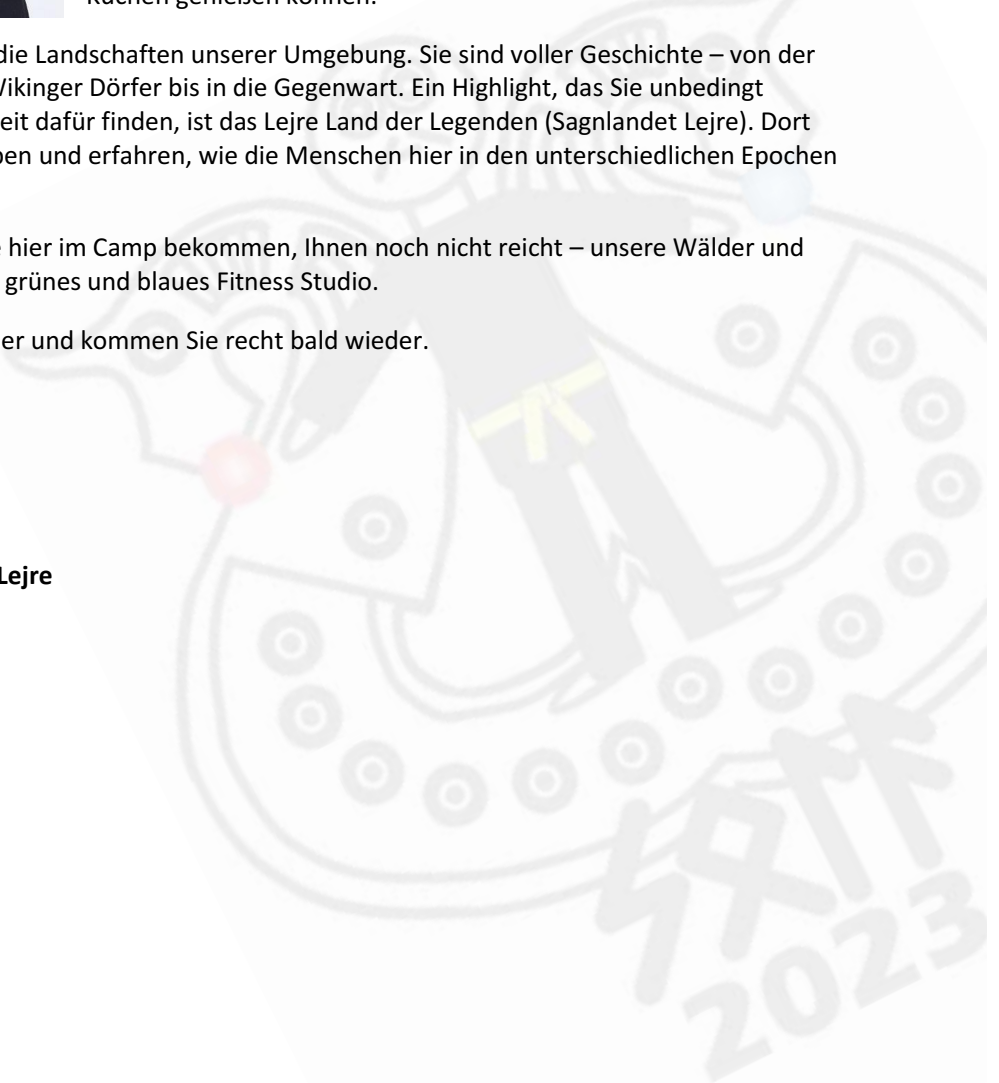 Kuchen genießen können.
die Landschaften unserer Umgebung. Sie sind voller Geschichte – von der
Wikinger Dörfer bis in die Gegenwart. Ein Highlight, das Sie unbedingt
eit dafür finden, ist das Lejre Land der Legenden (Sagnlandet Lejre). Dort
ben und erfahren, wie die Menschen hier in den unterschiedlichen Epochen
e hier im Camp bekommen, Ihnen noch nicht reicht – unsere Wälder und
grünes und blaues Fitness Studio.
er und kommen Sie recht bald wieder.
Lejre
2023